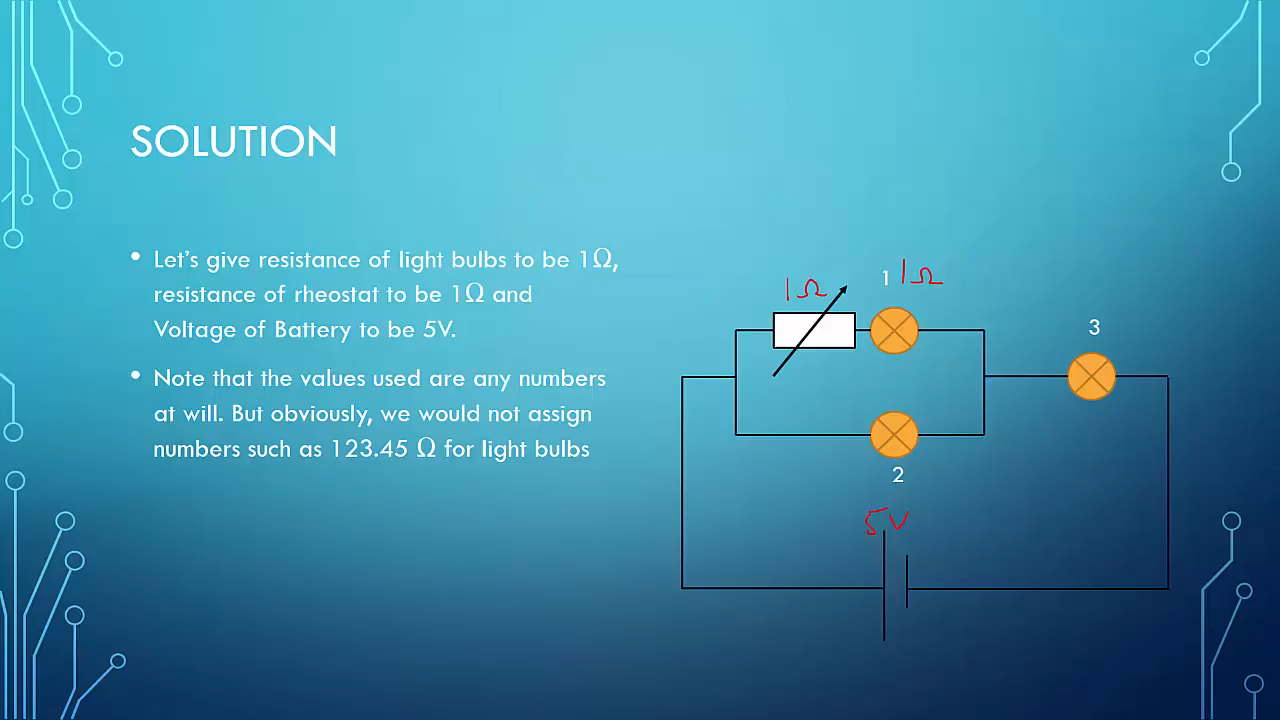 SOLUTION
• Let's give resistance of light bulbs to be 1Ω,
resistance of rheostat to be 1Ω and
Voltage of Battery to be 5V.
• Note that the values used are any numbers
at will. But obviously, we would not assign
numbers such as 123.45 Ω for light bulbs
1Ω
1 1Ω
3
2
5V